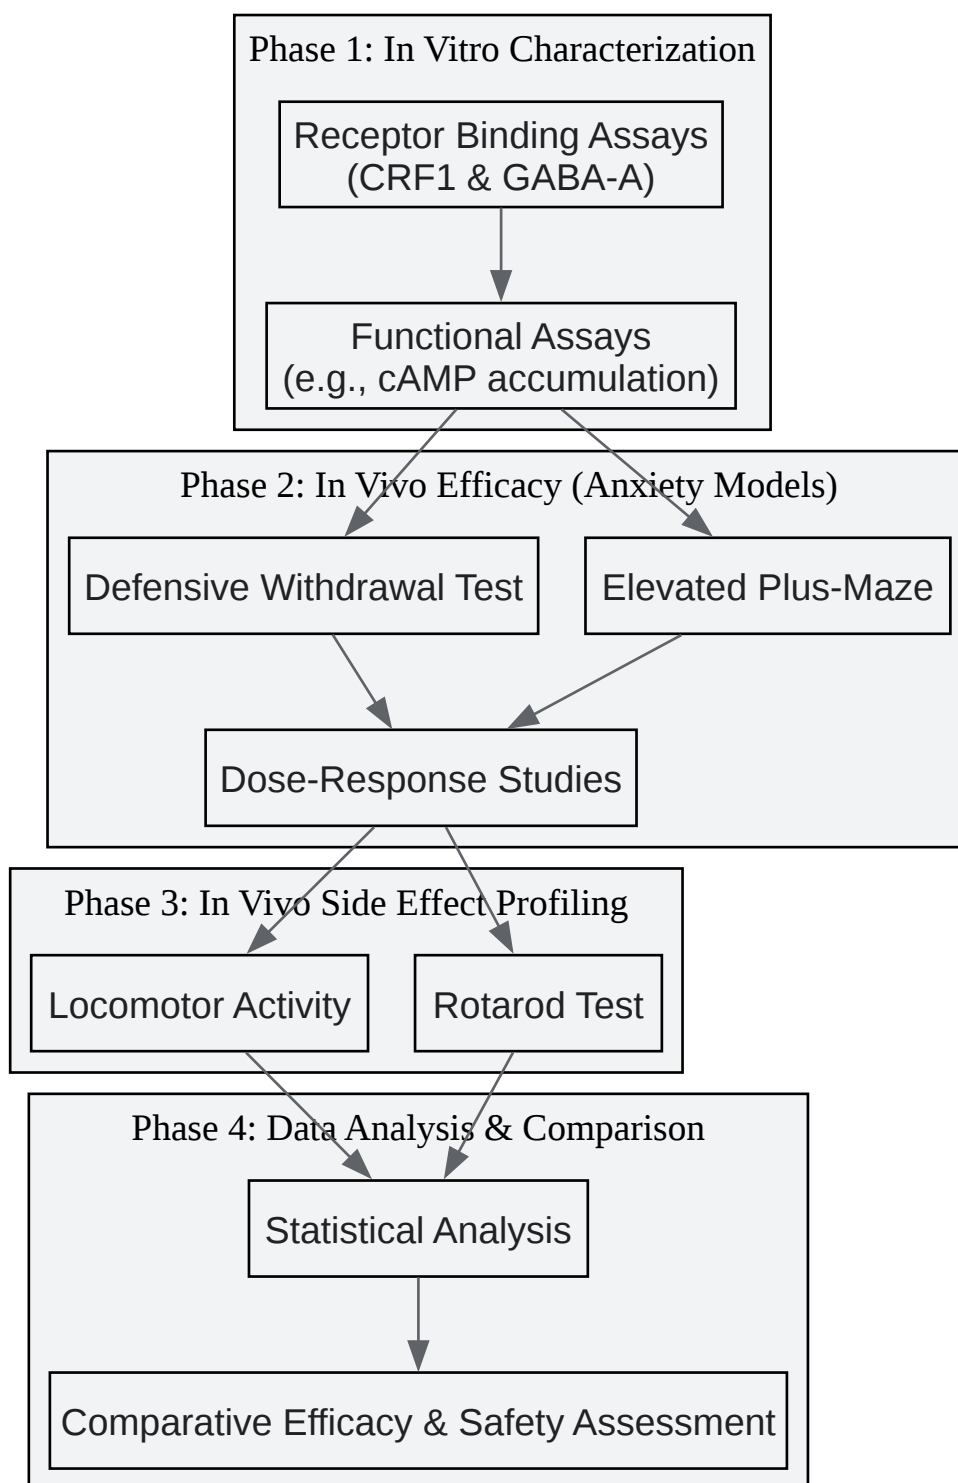 Phase 1: In Vitro Characterization
Receptor Binding Assays
(CRF1 & GABA-A)
Functional Assays
(e.g., cAMP accumulation)
Phase 2: In Vivo Efficacy (Anxiety Models)
Defensive Withdrawal Test
Elevated Plus-Maze
Dose-Response Studies
Phase 3: In Vivo Side Effect Profiling
Locomotor Activity
Rotarod Test
Phase 4: Data Analysis & Comparison
Statistical Analysis
Comparative Efficacy & Safety Assessment